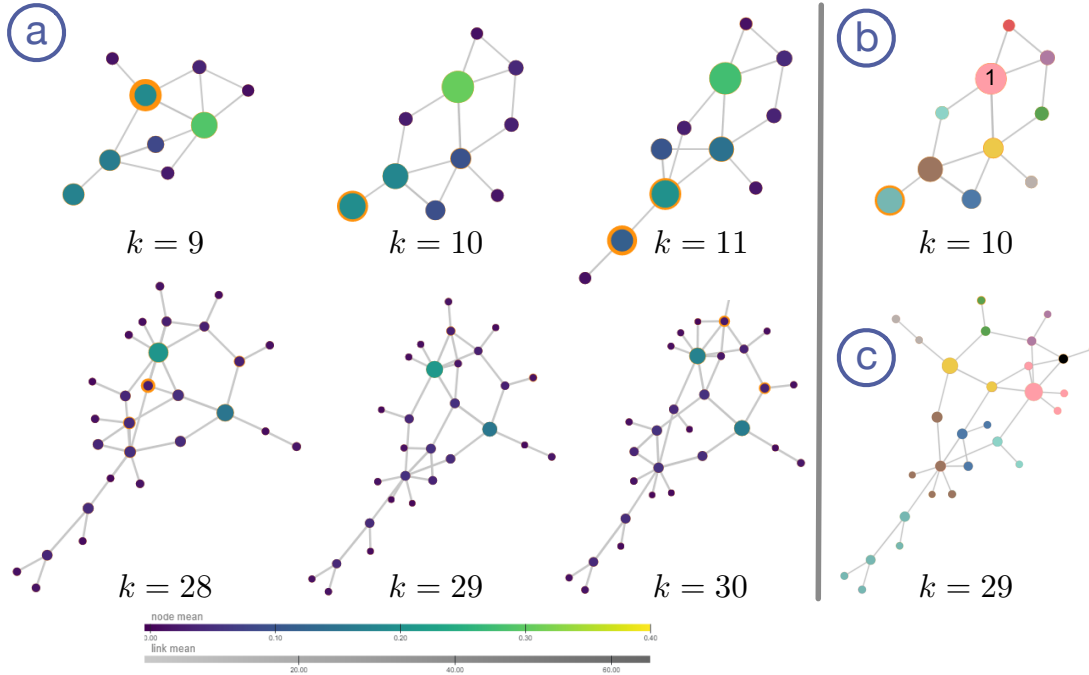 a
b
1
k = 9
k = 10
k = 11
k = 10
c
k = 28
k = 29
k = 30
k = 29
node mean
3.00 0.10 0.20 0.30 0.40
link mean
20.00 40.00 60.00